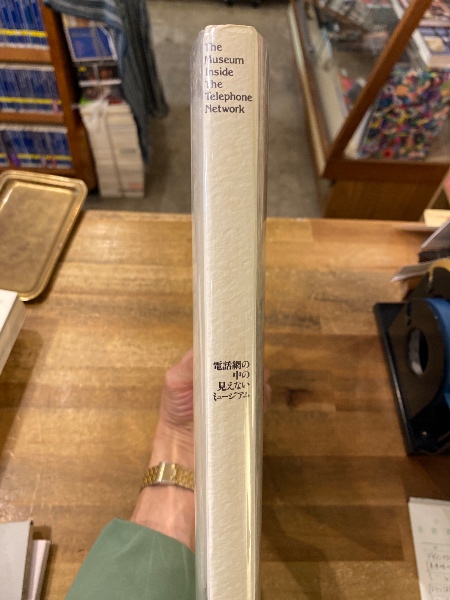 The
Museum
Inside
The
Telephone
Network
電話網の
中の
見えない
ミュージアム